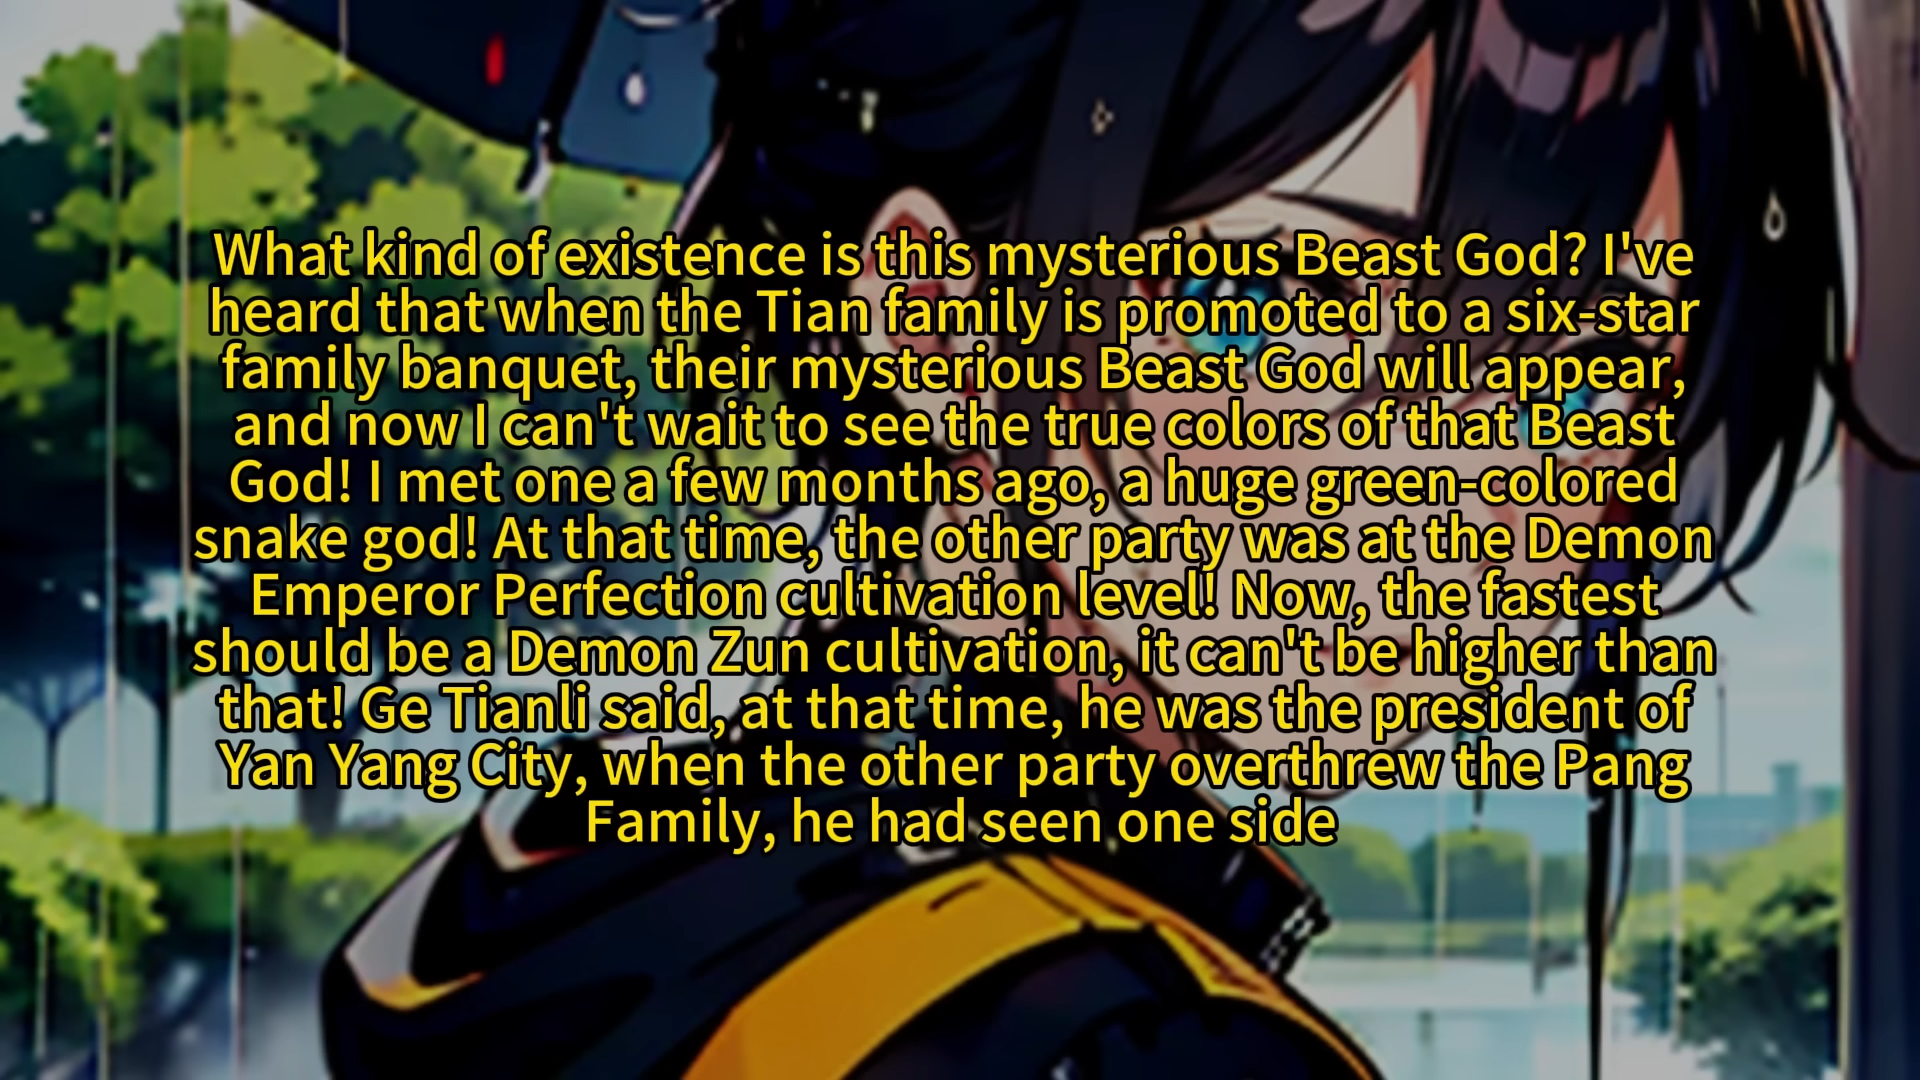 What kind of existence is this mysterious Beast God? I've
heard that when the Tian family is promoted to a six-star
family banquet, their mysterious Beast God will appear,
and now I can't wait to see the true colors of that Beast
God! I met one a few months ago, a huge green-colored
snake god! At that time, the other party was at the Demon
Emperor Perfection cultivation level! Now, the fastest
should be a Demon Zun cultivation, it can't be higher than
that! Ge Tianli said, at that time, he was the president of
Yan Yang City, when the other party overthrew the Pang
Family, he had seen one side